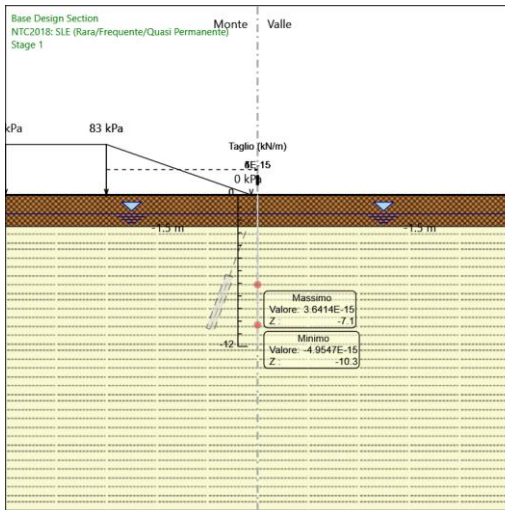 Base Design Section
NTC2018: SLE (Rara/Frequente/Quasi Permanente)
Stage 1
Monte
Valle
kPa
83 kPa
Taglio (kN/m)
0 kPa
0
-1.5 m
-1.5 m
Massimo
Valore: 3.6414E-15
Z : -7.1
Minimo
Valore: -4.9547E-15
Z : -10.3
-12